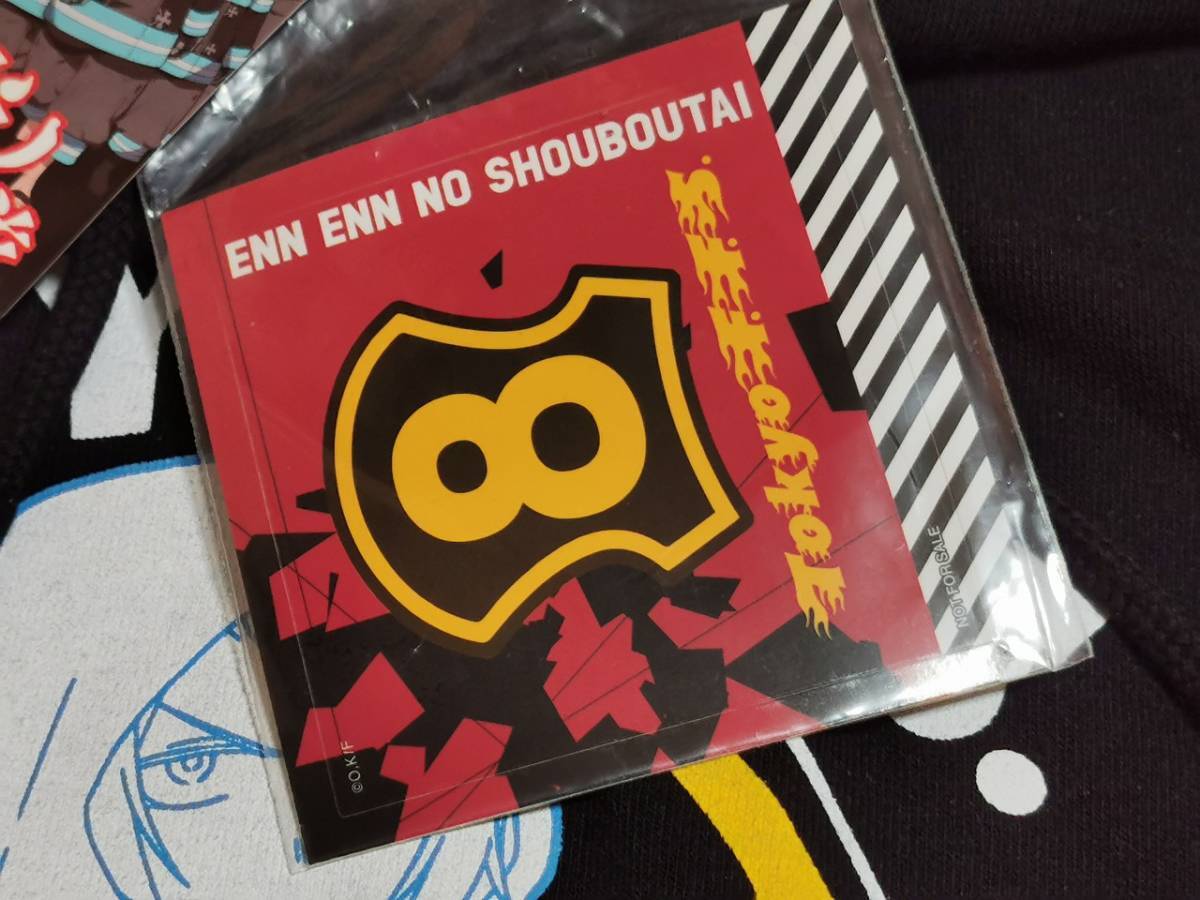 ENN ENN NO SHOUBOUTAI
Tokyo S.F.F.S.
8
NOT FOR SALE
©O.K/F